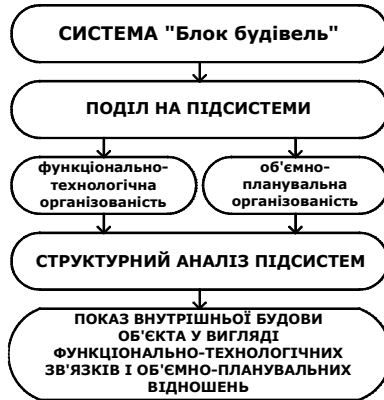 СИСТЕМА "Блок будівель"
ПОДІЛ НА ПІДСИСТЕМИ
функціонально-
технологічна
організованість
об'ємно-
планувальна
організованість
СТРУКТУРНИЙ АНАЛІЗ ПІДСИСТЕМ
ПОКАЗ ВНУТРІШНЬОЇ БУДОВИ
ОБ'ЄКТА У ВИГЛЯДІ
ФУНКЦІОНАЛЬНО-ТЕХНОЛОГІЧНИХ
ЗВ'ЯЗКІВ І ОБ'ЄМНО-ПЛАНУВАЛЬНИХ
ВІДНОШЕНЬ